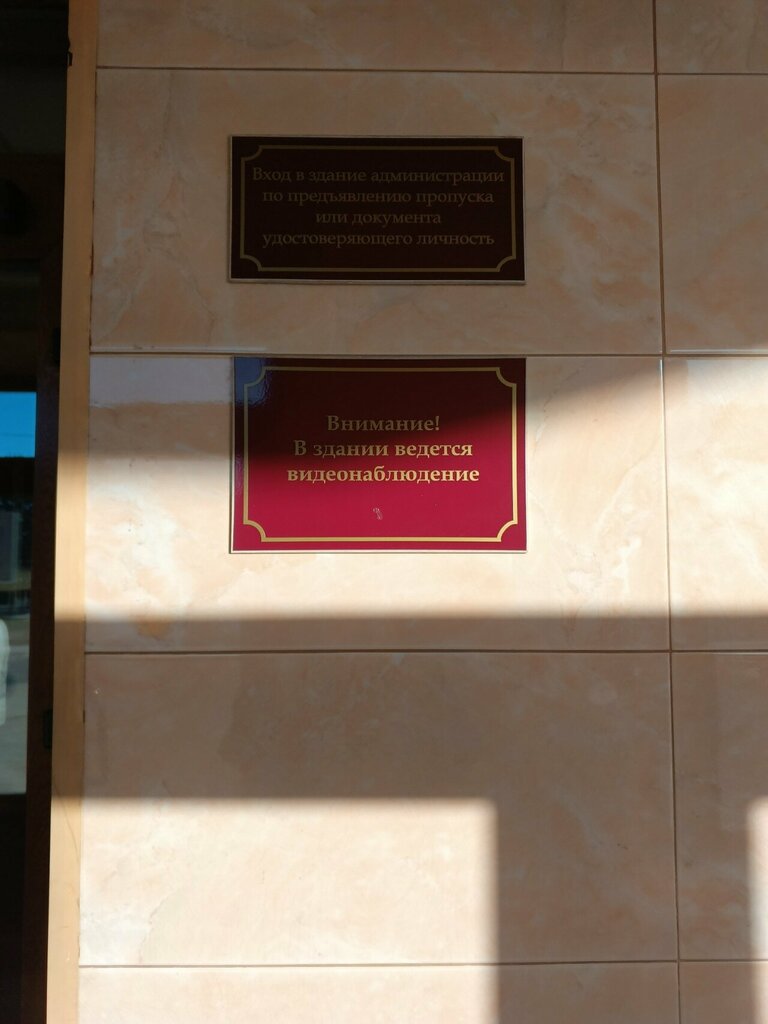 Вход в здание администрации
по предъявлению пропуска
или документа
удостоверяющего личность
Внимание!
В здании ведется
видеонаблюдение